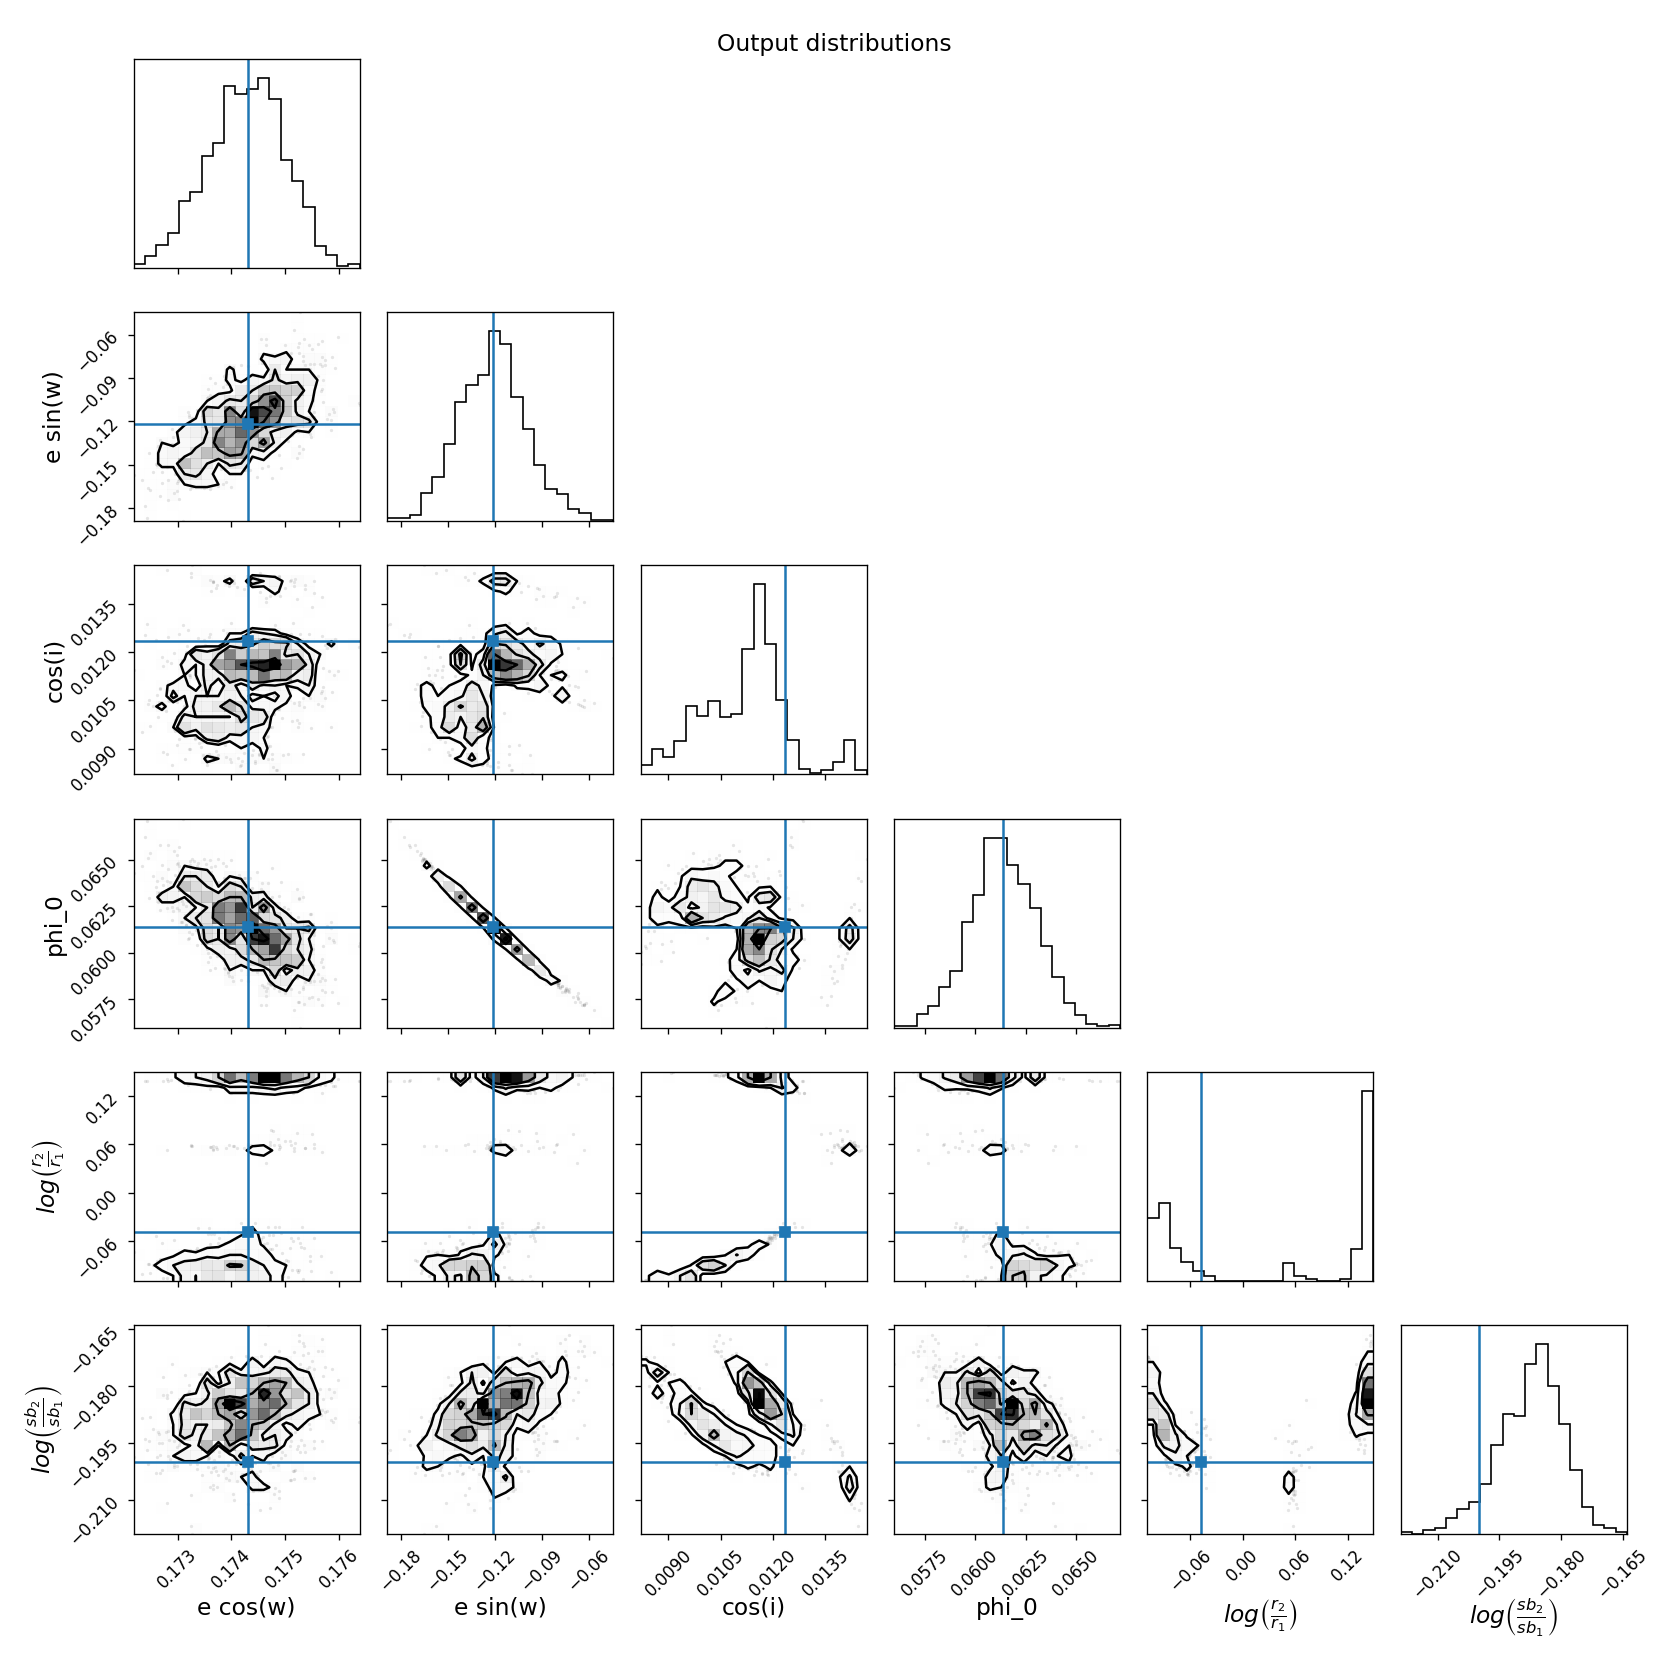 Output distributions
−0.06
−0.09
−0.12
−0.15
−0.18
e sin(w)
0.0135
0.0120
0.0105
0.0090
cos(i)
0.0650
0.0625
0.0600
0.0575
phi_0
0.12
0.06
0.00
−0.06
log(r₂/r₁)
−0.165
−0.180
−0.195
−0.210
log(sb₂/sb₁)
0.173 0.174 0.175 0.176
−0.18 −0.15 −0.12 −0.09 −0.06
0.0090 0.0105 0.0120 0.0135
0.0575 0.0600 0.0625 0.0650
−0.06 0.00 0.06 0.12
−0.210 −0.195 −0.180 −0.165
e cos(w)
e sin(w)
cos(i)
phi_0
log(r₂/r₁)
log(sb₂/sb₁)